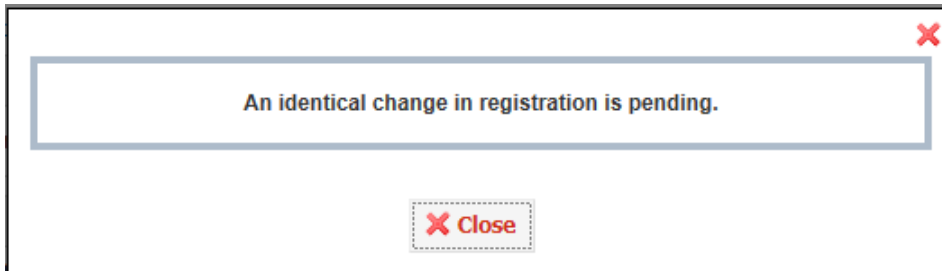 An identical change in registration is pending.
Close